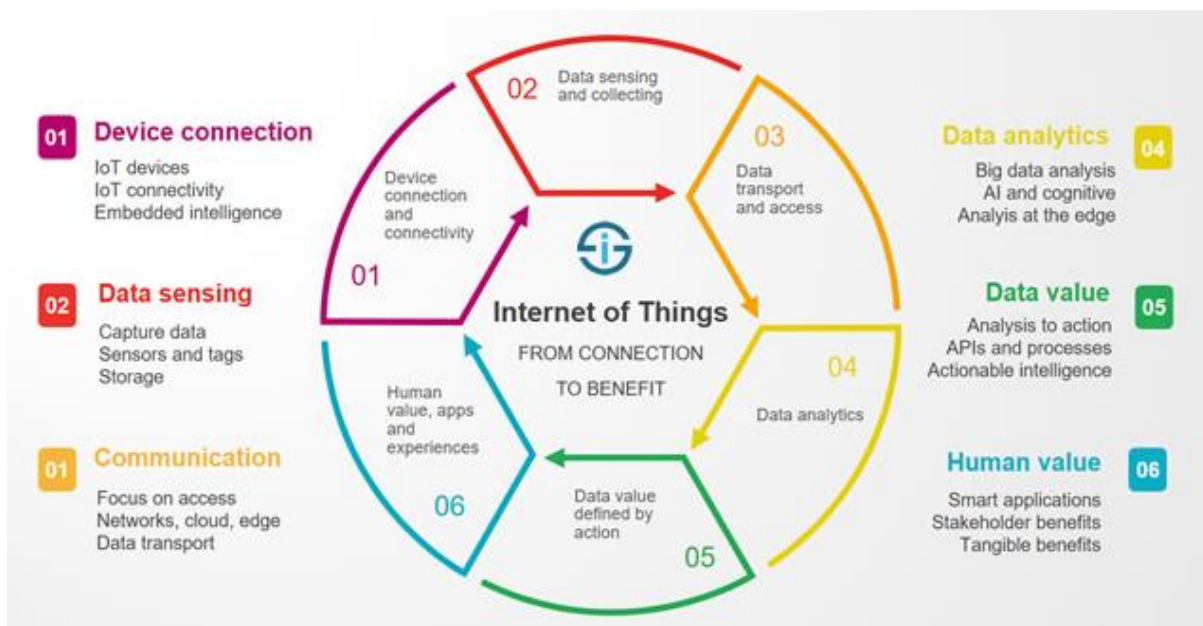 01 Device connection
IoT devices
IoT connectivity
Embedded intelligence
02 Data sensing
Capture data
Sensors and tags
Storage
01 Communication
Focus on access
Networks, cloud, edge
Data transport
02 Data sensing
and collecting
03
Data
transport
and access
Device
connection
and
connectivity
01
Internet of Things
FROM CONNECTION
TO BENEFIT
04
Data analytics
Human
value, apps
and
experiences
06
Data value
defined by
action
05
Data analytics 04
Big data analysis
AI and cognitive
Analyis at the edge
Data value 05
Analysis to action
APIs and processes
Actionable intelligence
Human value 06
Smart applications
Stakeholder benefits
Tangible benefits